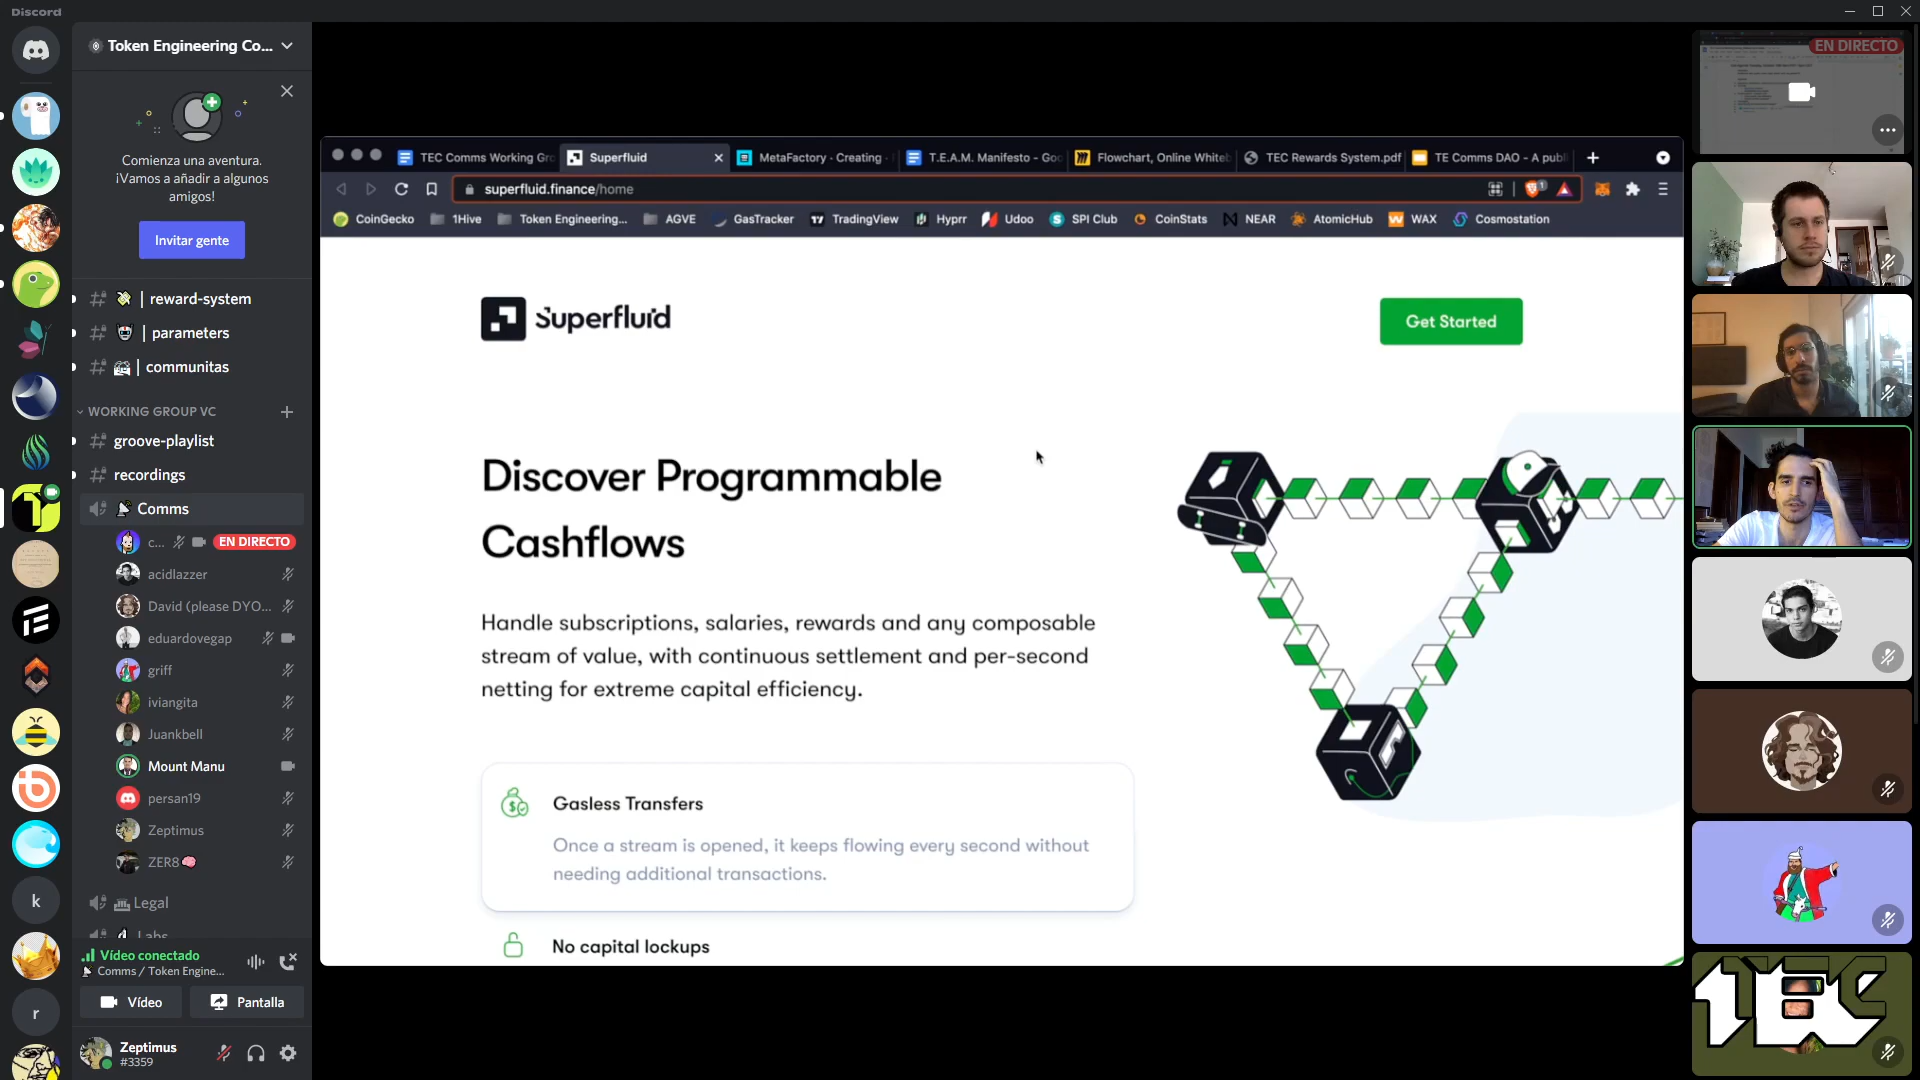 Discord
Token Engineering Co...
Comienza una aventura.
¡Vamos a añadir a algunos
amigos!
Invitar gente
reward-system
parameters
communitas
WORKING GROUP VC
groove-playlist
recordings
Comms
c... EN DIRECTO
acidlazzer
David (please DYO...
eduardovegap
griff
iviangita
Juankbell
Mount Manu
persan19
Zeptimus
ZER8
Legal
Labs
Vídeo conectado
Comms / Token Engine...
Vídeo
Pantalla
Zeptimus
#3359
k
r
TEC Comms Working Gro
Superfluid
MetaFactory · Creating ·
T.E.A.M. Manifesto - Goo
Flowchart, Online Whiteb
TEC Rewards System.pdf
TE Comms DAO - A publ
superfluid.finance/home
1
CoinGecko
1Hive
Token Engineering...
AGVE
GasTracker
TradingView
Hyprr
Udoo
SPI Club
CoinStats
NEAR
AtomicHub
WAX
Cosmostation
Superfluid
Get Started
Discover Programmable
Cashflows
Handle subscriptions, salaries, rewards and any composable
stream of value, with continuous settlement and per-second
netting for extreme capital efficiency.
Gasless Transfers
Once a stream is opened, it keeps flowing every second without
needing additional transactions.
No capital lockups
EN DIRECTO
TEC